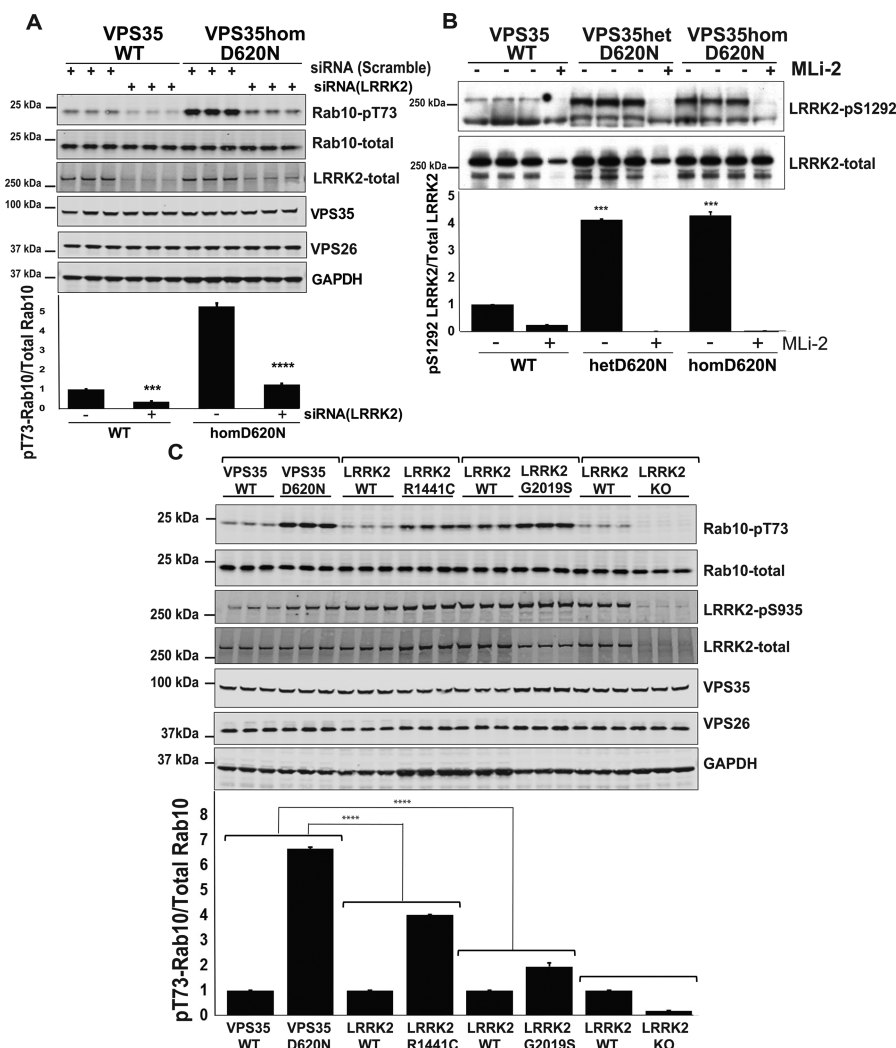 A
VPS35 VPS35hom
WT D620N
+ + + + + + siRNA (Scramble)
+ + + + + + siRNA(LRRK2)
25 kDa Rab10-pT73
25 kDa Rab10-total
250 kDa LRRK2-total
100 kDa VPS35
37 kDa VPS26
37 kDa GAPDH
pT73-Rab10/Total Rab10
5
4
3
2
1
0
*** ****
- + - + siRNA(LRRK2)
WT homD620N
B
VPS35 VPS35het VPS35hom
WT D620N D620N
- - - + - - - + - - - + MLi-2
250 kDa LRRK2-pS1292
250 kDa LRRK2-total
pS1292 LRRK2/Total LRRK2
5
4
3
2
1
0
*** ***
- + - + - + MLi-2
WT hetD620N homD620N
C
VPS35 VPS35 LRRK2 LRRK2 LRRK2 LRRK2 LRRK2 LRRK2
WT D620N WT R1441C WT G2019S WT KO
25 kDa Rab10-pT73
25 kDa Rab10-total
250 kDa LRRK2-pS935
250 kDa LRRK2-total
100 kDa VPS35
37kDa VPS26
37 kDa GAPDH
pT73-Rab10/Total Rab10
8
7
6
5
4
3
2
1
0
****
****
VPS35 VPS35 LRRK2 LRRK2 LRRK2 LRRK2 LRRK2 LRRK2
WT D620N WT R1441C WT G2019S WT KO